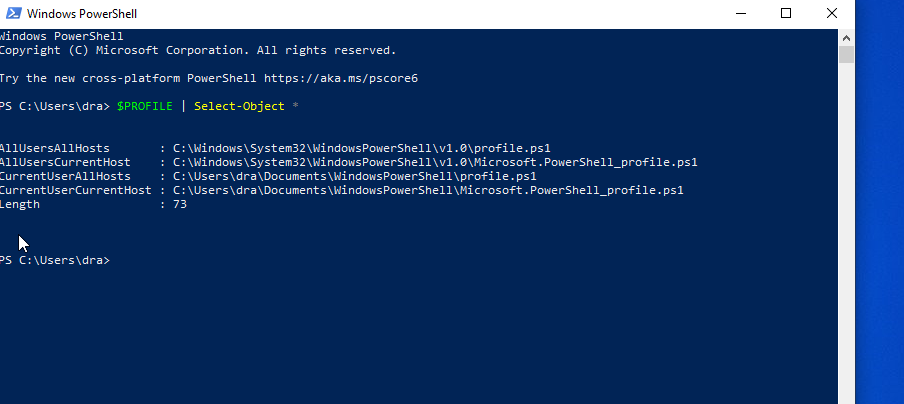 Windows PowerShell
Windows PowerShell
Copyright (C) Microsoft Corporation. All rights reserved.
Try the new cross-platform PowerShell https://aka.ms/pscore6
PS C:\Users\dra> $PROFILE | Select-Object *
AllUsersAllHosts       : C:\Windows\System32\WindowsPowerShell\v1.0\profile.ps1
AllUsersCurrentHost    : C:\Windows\System32\WindowsPowerShell\v1.0\Microsoft.PowerShell_profile.ps1
CurrentUserAllHosts    : C:\Users\dra\Documents\WindowsPowerShell\profile.ps1
CurrentUserCurrentHost : C:\Users\dra\Documents\WindowsPowerShell\Microsoft.PowerShell_profile.ps1
Length                 : 73
PS C:\Users\dra>